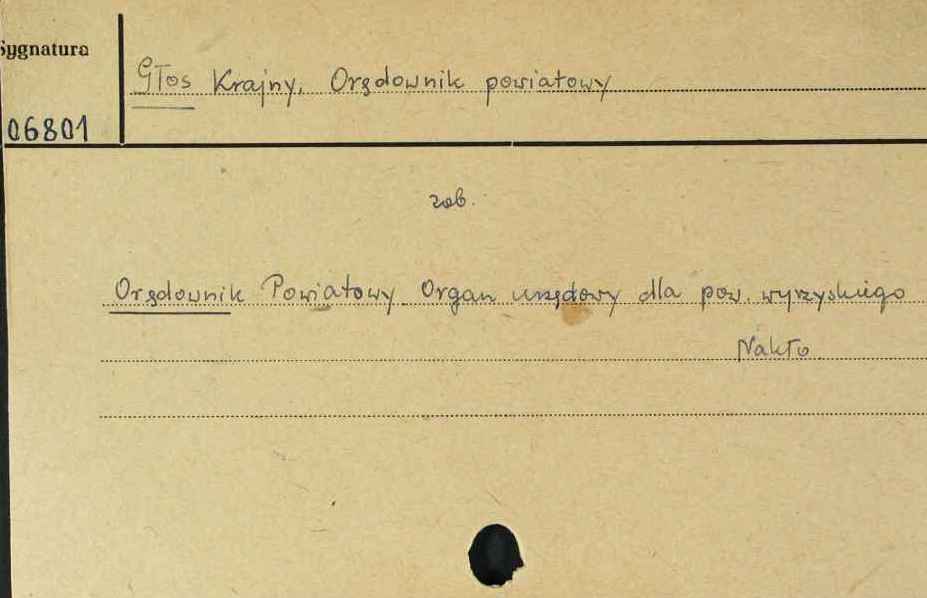 Sygnatura
Głos Krajny, Orędownik powiatowy
06801
zob.
Orędownik Powiatowy Organ urzędowy dla pow. wyrzyskiego
Nakło